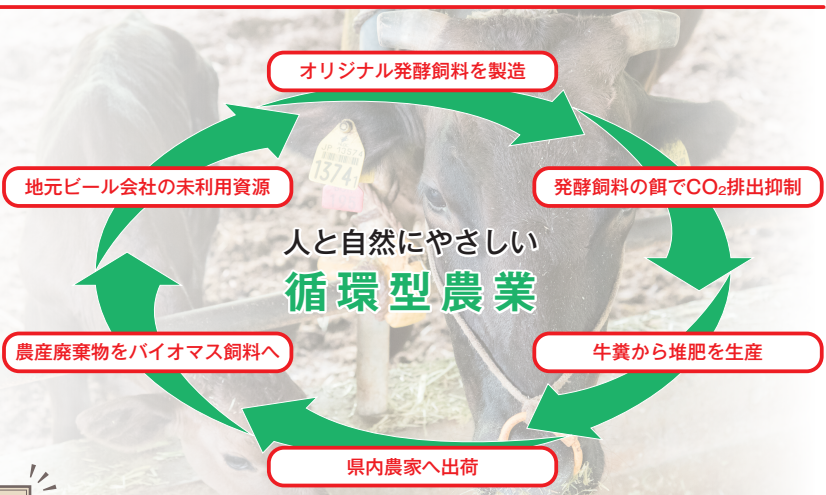 オリジナル発酵飼料を製造
地元ビール会社の未利用資源
発酵飼料の餌でCO₂排出抑制
人と自然にやさしい
循環型農業
農産廃棄物をバイオマス飼料へ
牛糞から堆肥を生産
県内農家へ出荷
1374